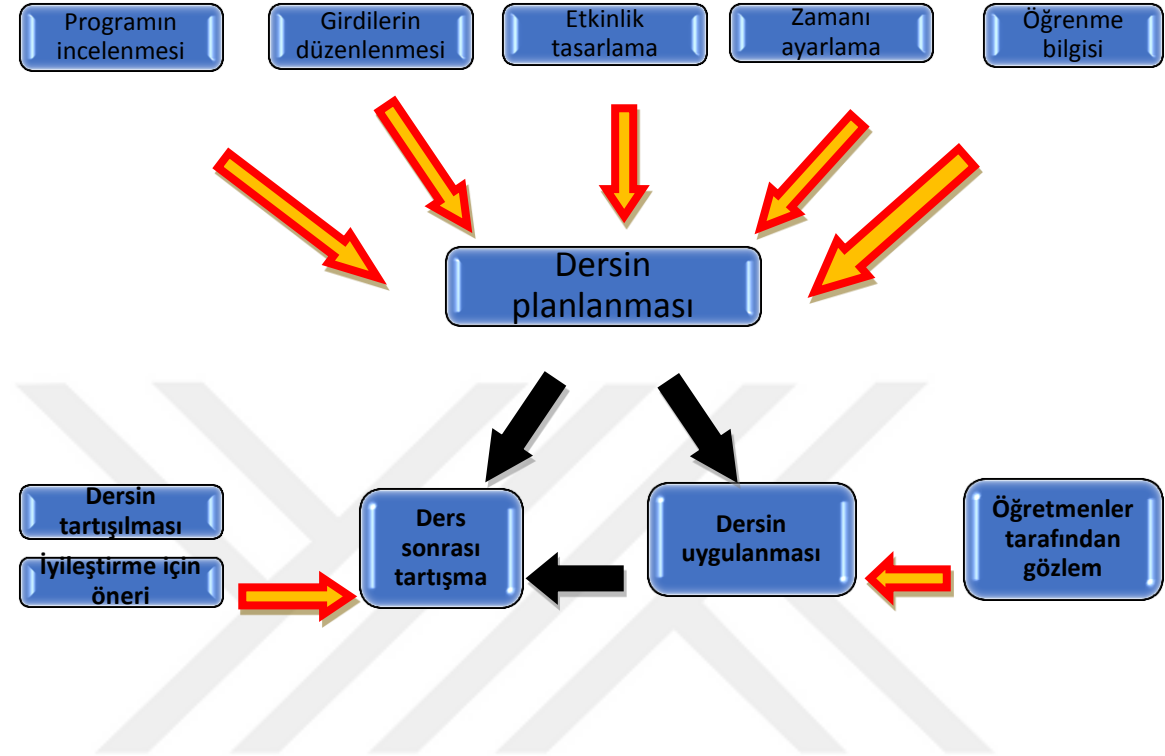 Programın
incelenmesi
Girdilerin
düzenlenmesi
Etkinlik
tasarlama
Zamanı
ayarlama
Öğrenme
bilgisi
Dersin
planlanması
Dersin
tartışılması
İyileştirme için
öneri
Ders
sonrası
tartışma
Dersin
uygulanması
Öğretmenler
tarafından
gözlem